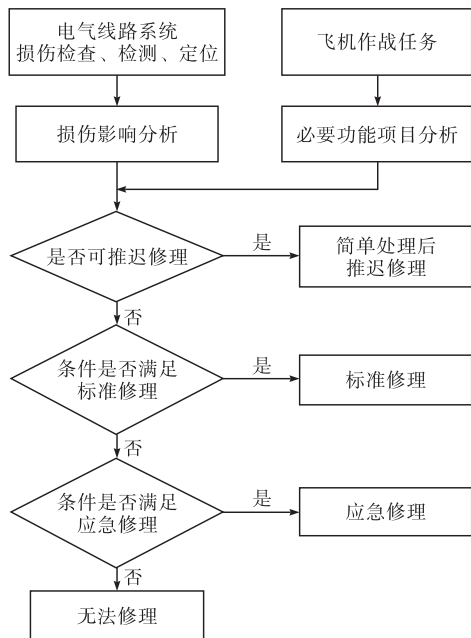 电气线路系统
损伤检查、检测、定位
飞机作战任务
损伤影响分析
必要功能项目分析
是否可推迟修理
是
简单处理后
推迟修理
否
条件是否满足
标准修理
是
标准修理
否
条件是否满足
应急修理
是
应急修理
否
无法修理